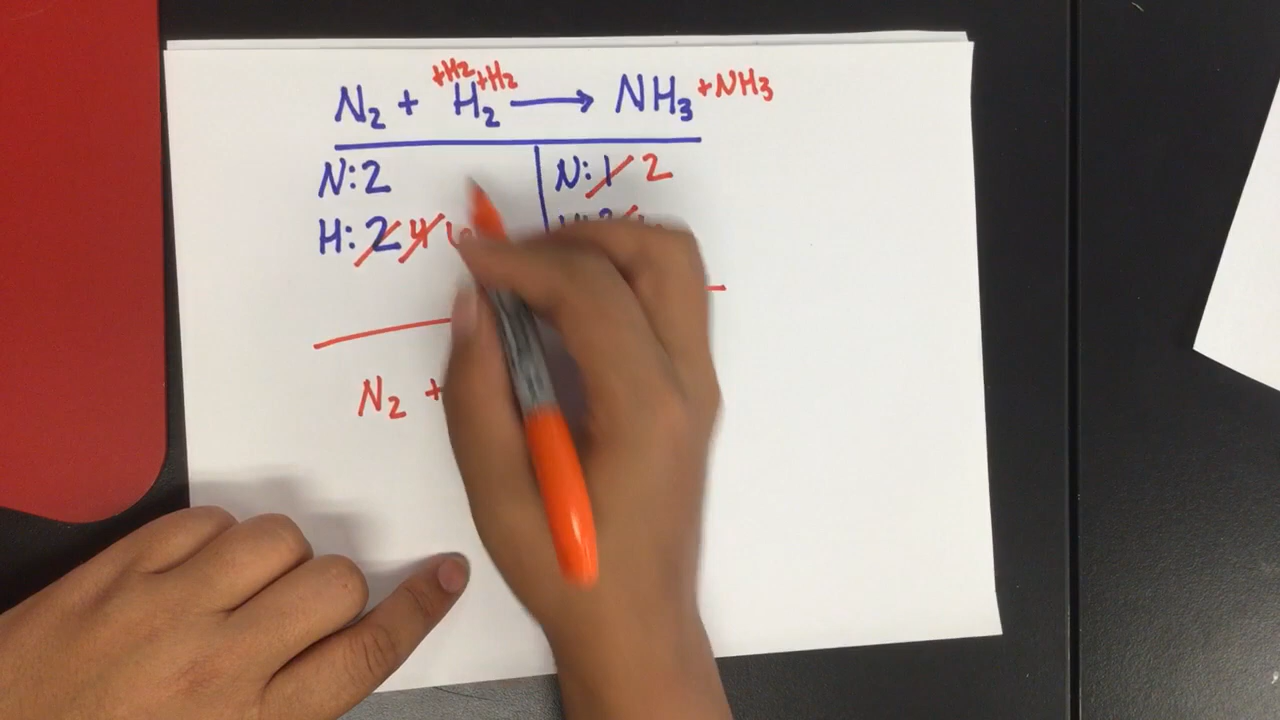 +H₂ +H₂
N₂ + H₂ → NH₃ +NH₃
N:2 N:1 2
H:2 4
N₂ +